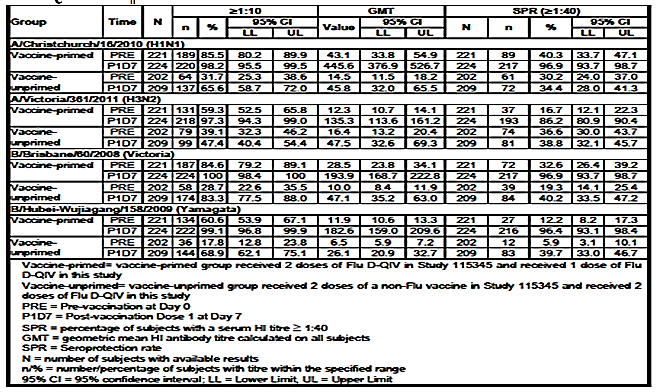 Group Time N ≥1:10 GMT SPR (≥1:40)
n % 95% CI Value 95% CI N n % 95% CI
LL UL LL UL LL UL
A/Christchurch/16/2010 (H1N1)
Vaccine-primed PRE 221 189 85.5 80.2 89.9 43.1 33.8 54.9 221 89 40.3 33.7 47.1
P1D7 224 220 98.2 95.5 99.5 445.6 376.9 526.7 224 217 96.9 93.7 98.7
Vaccine-unprimed PRE 202 64 31.7 25.3 38.6 14.5 11.5 18.2 202 61 30.2 24.0 37.0
P1D7 209 137 65.6 58.7 72.0 45.8 32.0 65.5 209 72 34.4 28.0 41.3
A/Victoria/361/2011 (H3N2)
Vaccine-primed PRE 221 131 59.3 52.5 65.8 12.3 10.7 14.1 221 37 16.7 12.1 22.3
P1D7 224 218 97.3 94.3 99.0 135.3 113.6 161.2 224 193 86.2 80.9 90.4
Vaccine-unprimed PRE 202 79 39.1 32.3 46.2 16.4 13.2 20.4 202 74 36.6 30.0 43.7
P1D7 209 99 47.4 40.4 54.4 47.5 32.6 69.3 209 81 38.8 32.1 45.7
B/Brisbane/60/2008 (Victoria)
Vaccine-primed PRE 221 187 84.6 79.2 89.1 28.5 23.8 34.1 221 72 32.6 26.4 39.2
P1D7 224 224 100 98.4 100 193.9 168.7 222.8 224 217 96.9 93.7 98.7
Vaccine-unprimed PRE 202 58 28.7 22.6 35.5 10.0 8.4 11.9 202 39 19.3 14.1 25.4
P1D7 209 174 83.3 77.5 88.0 47.1 35.2 63.0 209 84 40.2 33.5 47.2
B/Hubei-Wujiagang/158/2009 (Yamagata)
Vaccine-primed PRE 221 134 60.6 53.9 67.1 11.9 10.6 13.3 221 27 12.2 8.2 17.3
P1D7 224 222 99.1 96.8 99.9 182.6 159.0 209.6 224 216 96.4 93.1 98.4
Vaccine-unprimed PRE 202 36 17.8 12.8 23.8 6.5 5.9 7.2 202 12 5.9 3.1 10.1
P1D7 209 144 68.9 62.1 75.1 26.1 20.9 32.7 209 83 39.7 33.0 46.7
Vaccine-primed= vaccine-primed group received 2 doses of Flu D-QIV in Study 115345 and received 1 dose of Flu
D-QIV in this study
Vaccine-unprimed= vaccine-unprimed group received 2 doses of a non-Flu vaccine in Study 115345 and received 2
doses of Flu D-QIV in this study
PRE = Pre-vaccination at Day 0
P1D7 = Post-vaccination Dose 1 at Day 7
SPR = percentage of subjects with a serum HI titre ≥ 1:40
GMT = geometric mean HI antibody titre calculated on all subjects
SPR = Seroprotection rate
N = number of subjects with available results
n/% = number/percentage of subjects with titre within the specified range
95% CI = 95% confidence interval; LL = Lower Limit, UL = Upper Limit